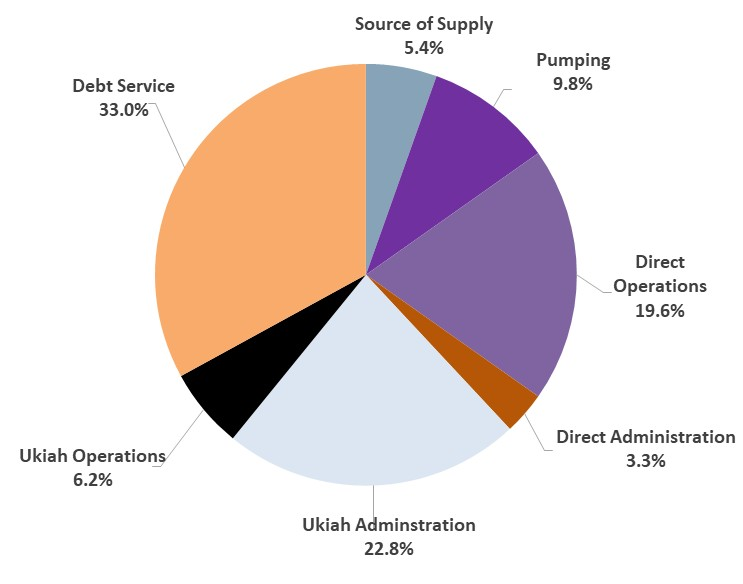 Source of Supply
5.4%
Pumping
9.8%
Debt Service
33.0%
Direct
Operations
19.6%
Direct Administration
3.3%
Ukiah Operations
6.2%
Ukiah Adminstration
22.8%